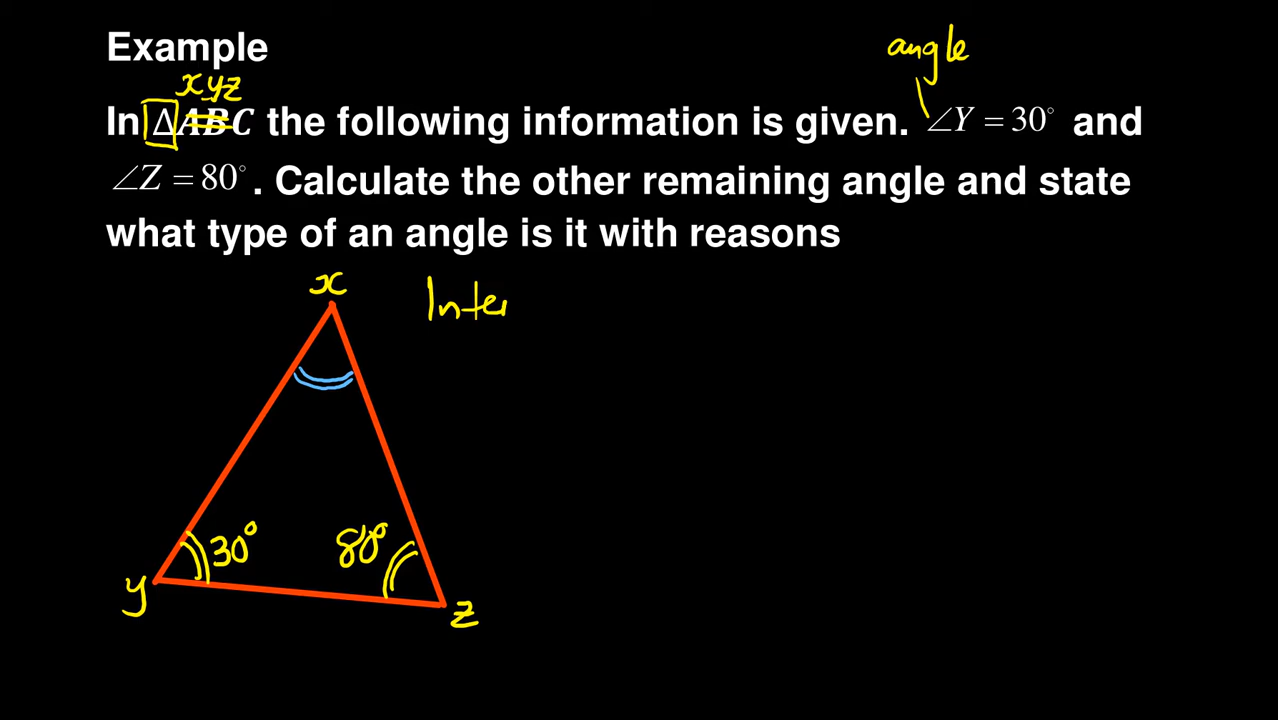 Example
angle
xyz
In ΔABC the following information is given. ∠Y = 30° and
∠Z = 80°. Calculate the other remaining angle and state
what type of an angle is it with reasons
x
Inter
30°
80°
y
z